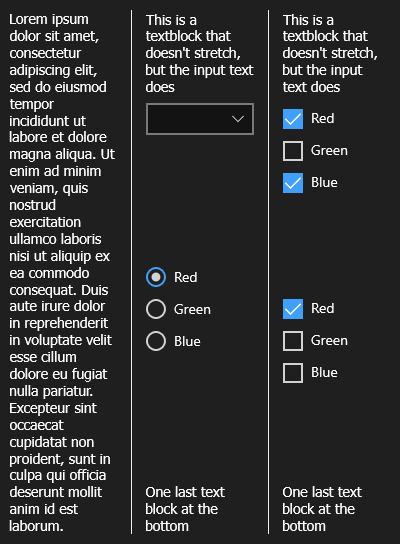 Lorem ipsum
dolor sit amet,
consectetur
adipiscing elit,
sed do eiusmod
tempor
incididunt ut
labore et dolore
magna aliqua. Ut
enim ad minim
veniam, quis
nostrud
exercitation
ullamco laboris
nisi ut aliquip ex
ea commodo
consequat. Duis
aute irure dolor
in reprehenderit
in voluptate velit
esse cillum
dolore eu fugiat
nulla pariatur.
Excepteur sint
occaecat
cupidatat non
proident, sunt in
culpa qui officia
deserunt mollit
anim id est
laborum.
This is a
textblock that
doesn't stretch,
but the input text
does
Red
Green
Blue
One last text
block at the
bottom
This is a
textblock that
doesn't stretch,
but the input
text does
Red
Green
Blue
Red
Green
Blue
One last text
block at the
bottom